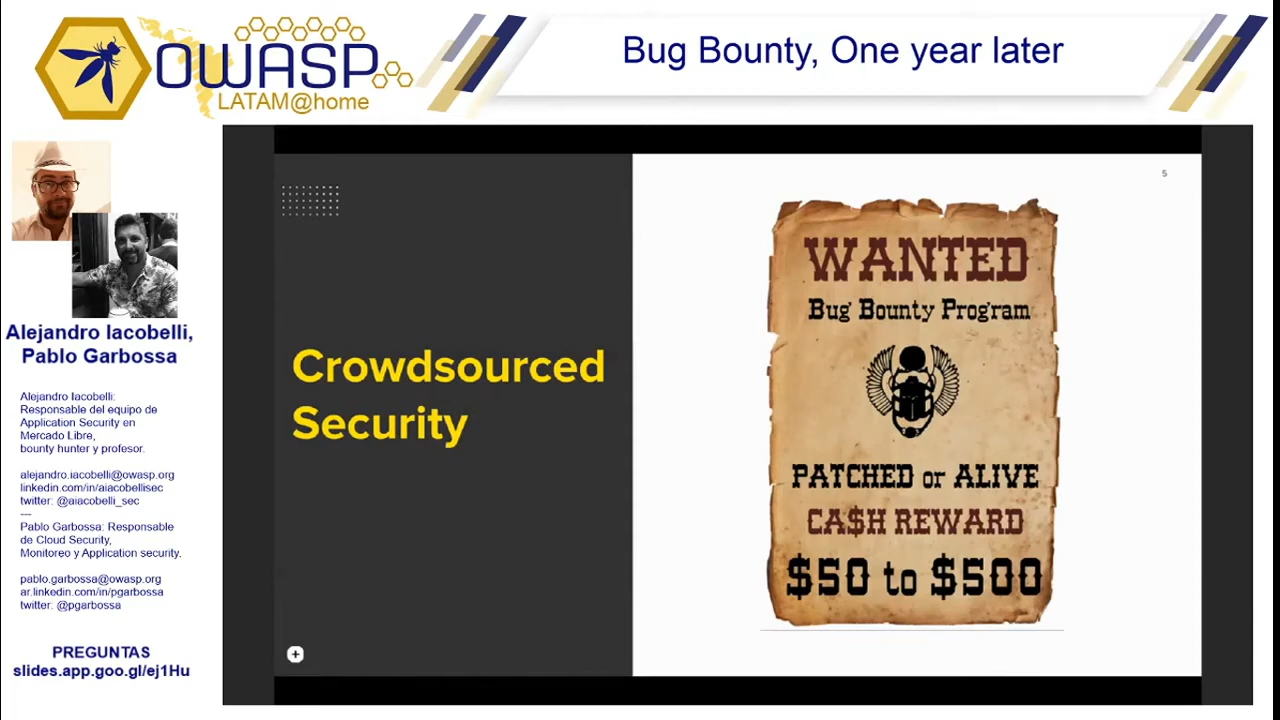 OWASP
LATAM@home
Bug Bounty, One year later
Alejandro Iacobelli,
Pablo Garbossa
Alejandro Iacobelli:
Responsable del equipo de
Application Security en
Mercado Libre,
bounty hunter y profesor.
alejandro.iacobelli@owasp.org
linkedin.com/in/aiacobellisec
twitter: @aiacobelli_sec
---
Pablo Garbossa: Responsable
de Cloud Security,
Monitoreo y Application security.
pablo.garbossa@owasp.org
ar.linkedin.com/in/pgarbossa
twitter: @pgarbossa
PREGUNTAS
slides.app.goo.gl/ej1Hu
Crowdsourced
Security
5
WANTED
Bug Bounty Program
PATCHED or ALIVE
CA$H REWARD
$50 to $500